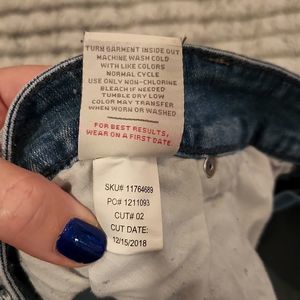 TURN GARMENT INSIDE OUT
MACHINE WASH COLD
WITH LIKE COLORS
NORMAL CYCLE
USE ONLY NON-CHLORINE
BLEACH IF NEEDED
TUMBLE DRY LOW
COLOR MAY TRANSFER
WHEN WORN OR WASHED
FOR BEST RESULTS,
WEAR ON A FIRST DATE.
SKU# 11764689
PO# 1211093
CUT# 02
CUT DATE:
12/15/2018